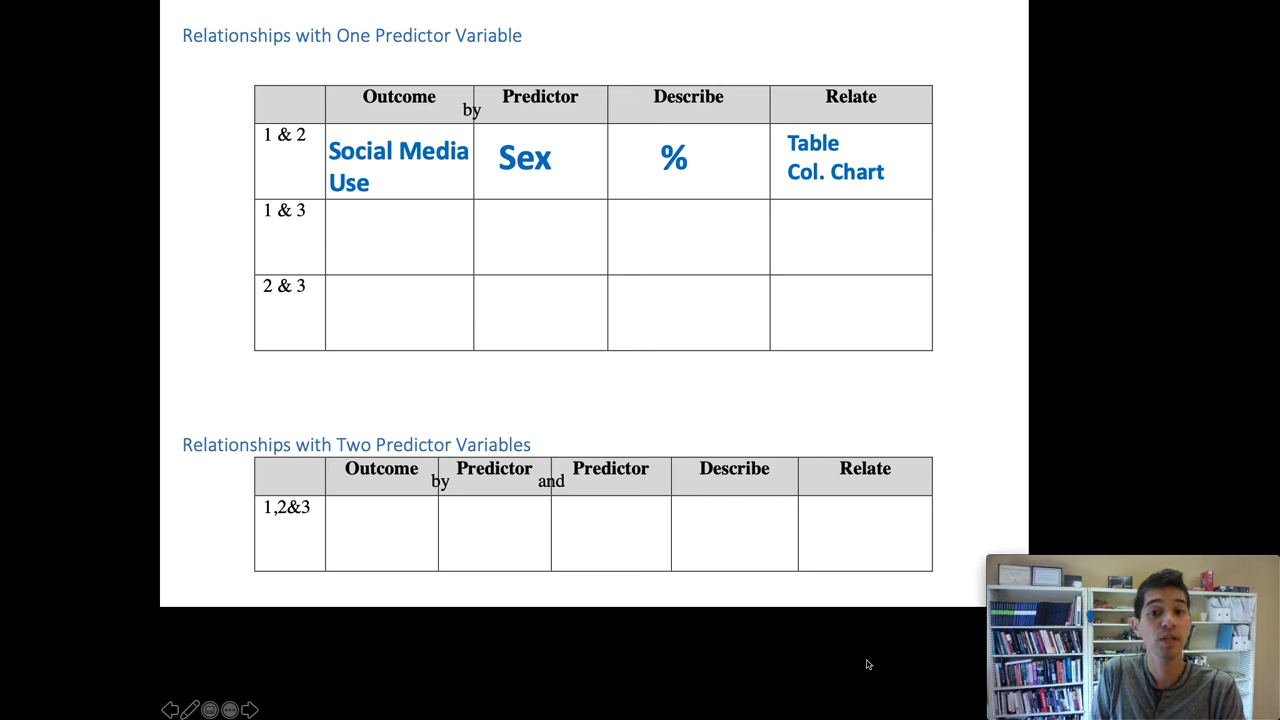 Relationships with One Predictor Variable
Outcome by Predictor Describe Relate
1 & 2 Social Media Use Sex % Table Col. Chart
1 & 3
2 & 3
Relationships with Two Predictor Variables
Outcome by Predictor and Predictor Describe Relate
1,2&3